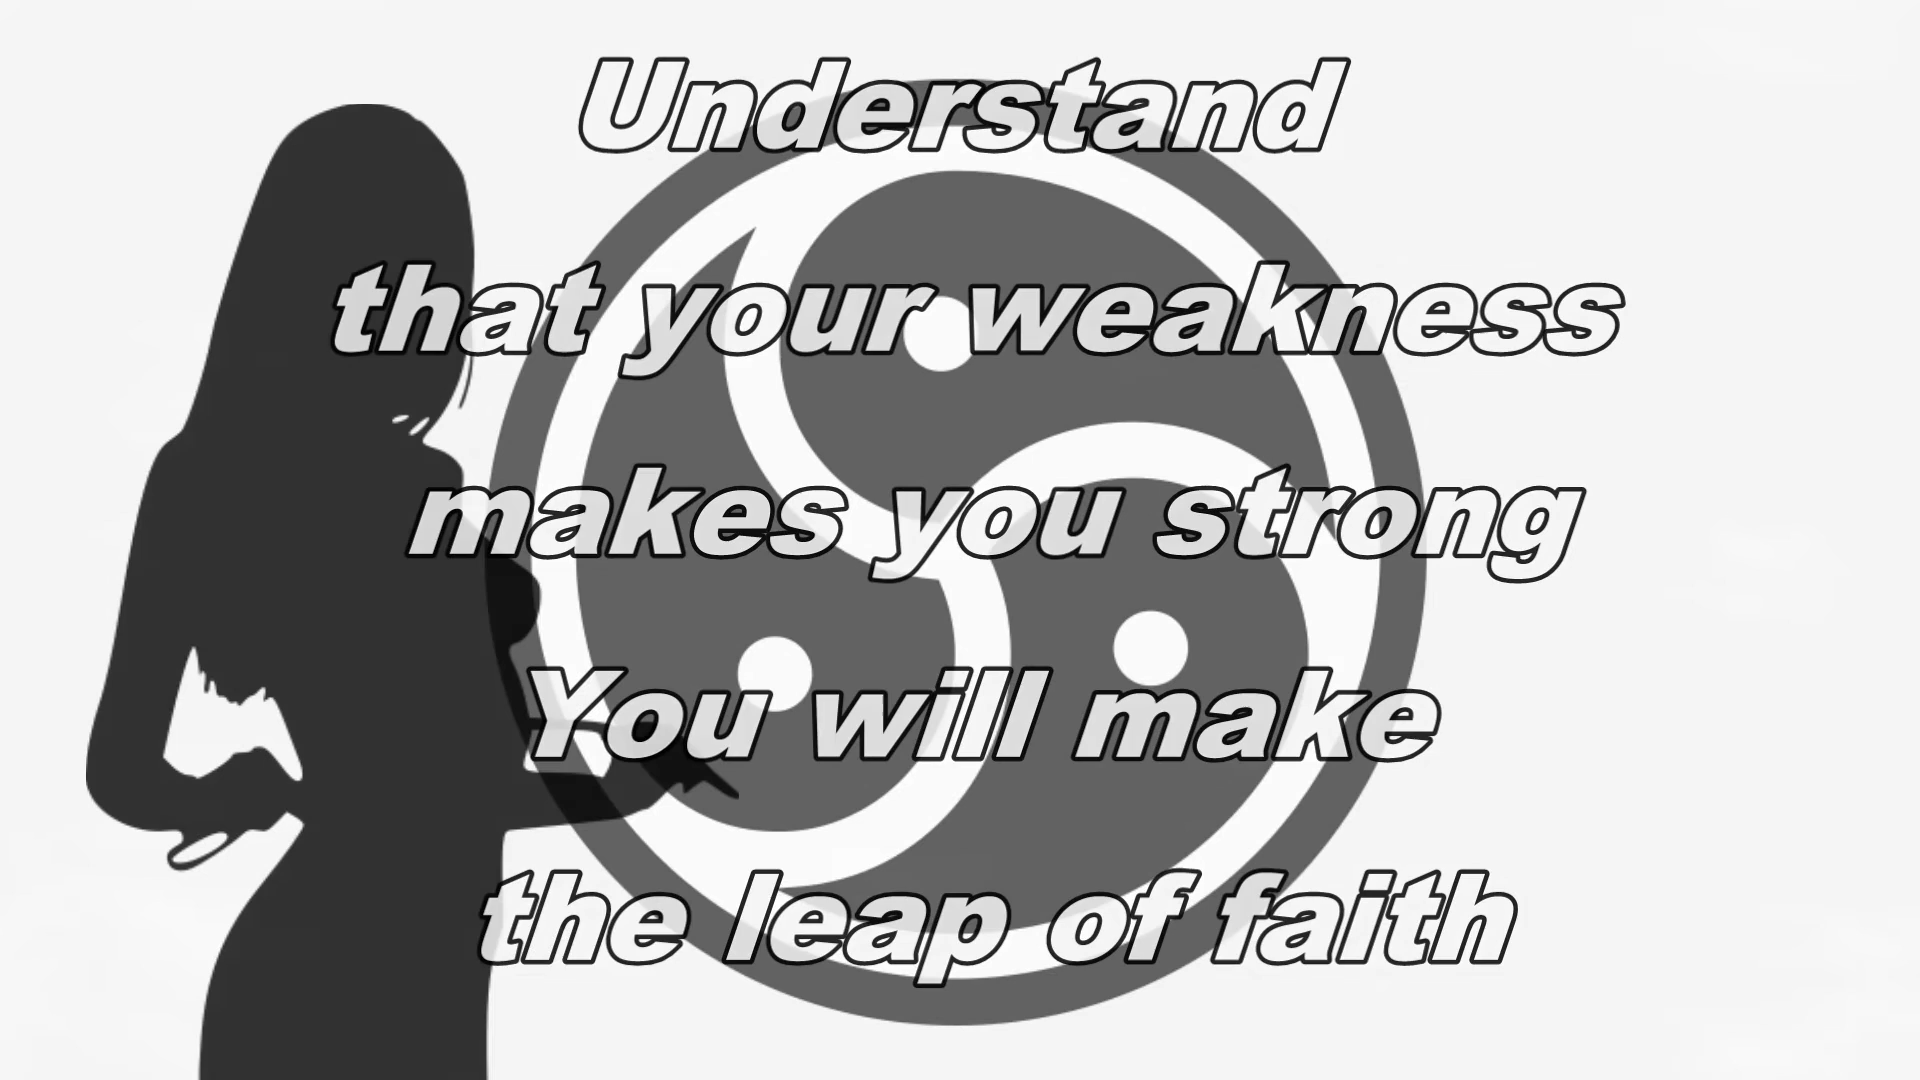 Understand
that your weakness
makes you strong
You will make
the leap of faith